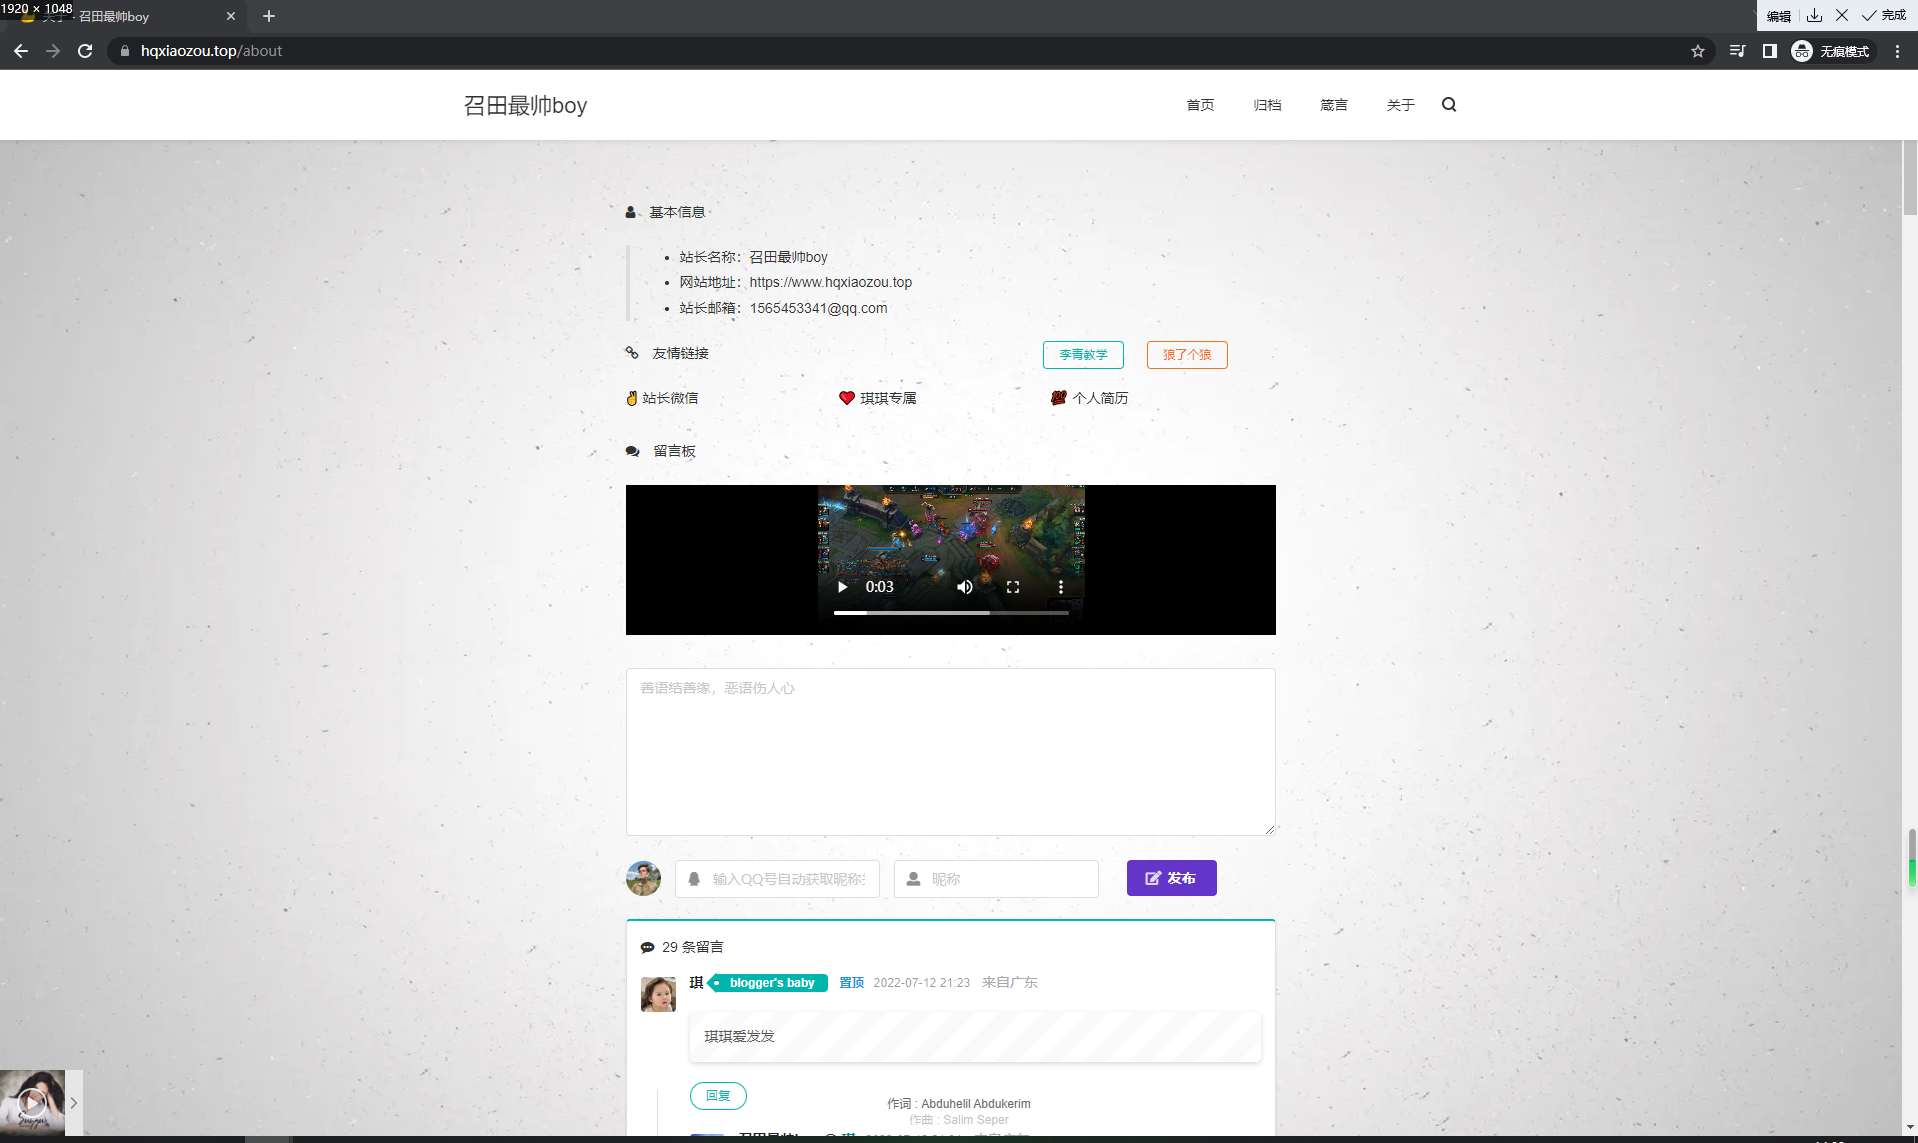 1920 × 1048
召田最帅boy
编辑
完成
hqxiaozou.top/about
无痕模式
召田最帅boy
首页
归档
箴言
关于
基本信息
站长名称：召田最帅boy
网站地址：https://www.hqxiaozou.top
站长邮箱：1565453341@qq.com
友情链接
李青教学
狼了个狼
站长微信
琪琪专属
个人简历
留言板
0:03
善语结善缘，恶语伤人心
输入QQ号自动获取昵称
昵称
发布
29 条留言
琪
blogger's baby
置顶
2022-07-12 21:23
来自广东
琪琪爱发发
回复
作词 : Abduhelil Abdukerim
作曲 : Salim Seper